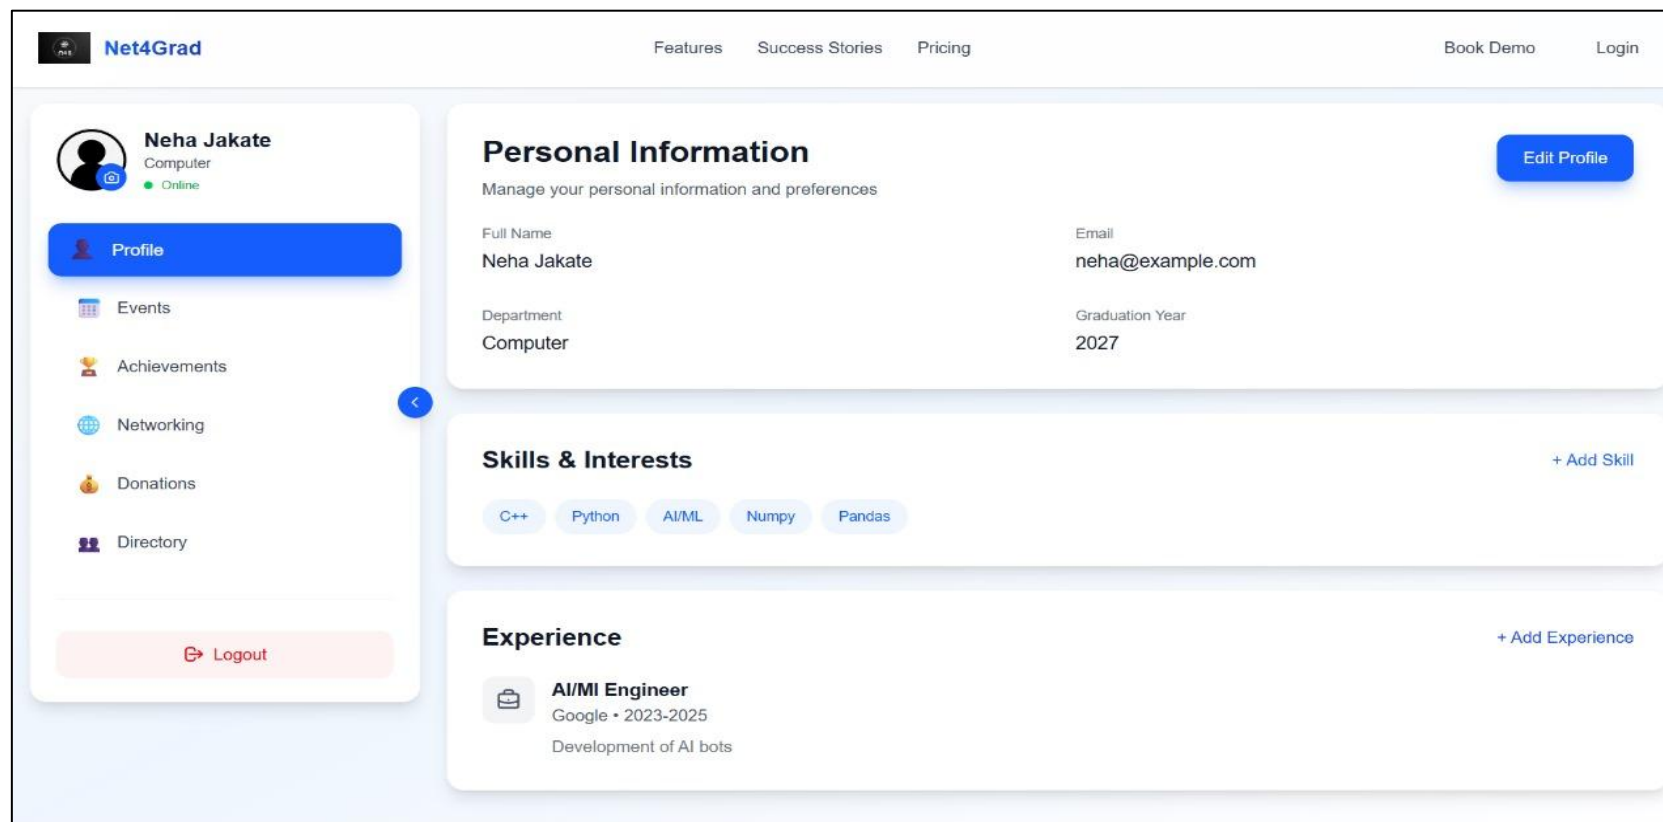 Net4Grad
Features Success Stories Pricing
Book Demo Login
Neha Jakate
Computer
Online
Profile
Events
Achievements
Networking
Donations
Directory
Logout
Personal Information
Edit Profile
Manage your personal information and preferences
Full Name
Neha Jakate
Email
neha@example.com
Department
Computer
Graduation Year
2027
Skills & Interests
+ Add Skill
C++ Python AI/ML Numpy Pandas
Experience
+ Add Experience
AI/Ml Engineer
Google • 2023-2025
Development of AI bots